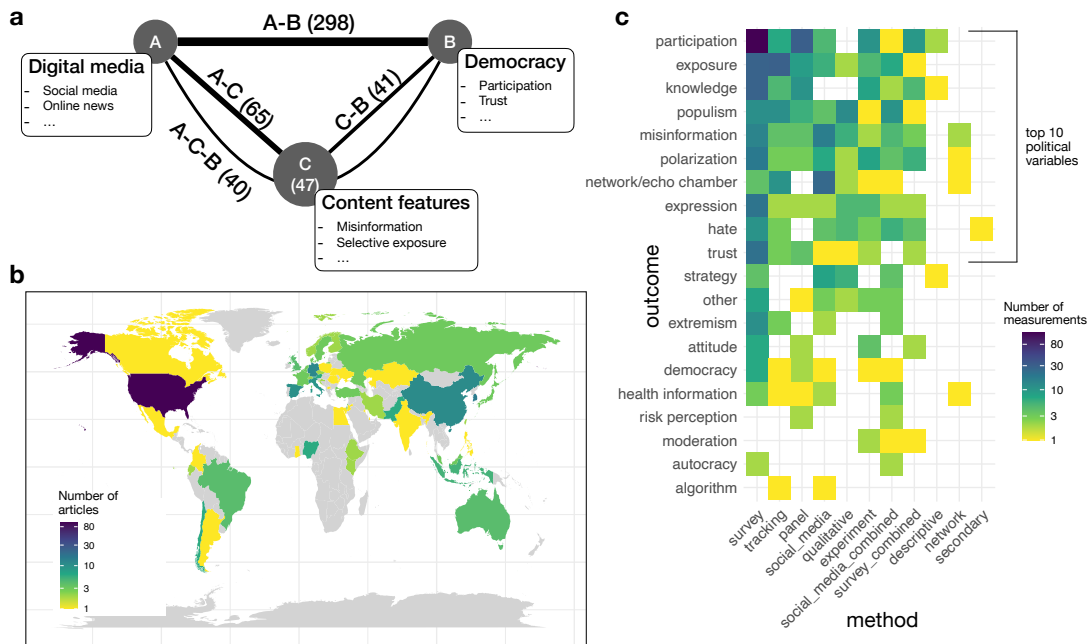 a
A-B (298)
A
B
Digital media
- Social media
- Online news
- ...
Democracy
- Participation
- Trust
- ...
A-C (65)
C-B (41)
A-C-B (40)
C
(47)
Content features
- Misinformation
- Selective exposure
- ...
b
Number of
articles
80
30
10
3
1
c
participation
exposure
knowledge
populism
misinformation
polarization
network/echo chamber
expression
hate
trust
strategy
other
extremism
attitude
democracy
health information
risk perception
moderation
autocracy
algorithm
outcome
top 10
political
variables
Number of
measurements
80
30
10
3
1
survey
tracking
panel
social_media
qualitative
experiment
social_media_combined
survey_combined
descriptive
network
secondary
method